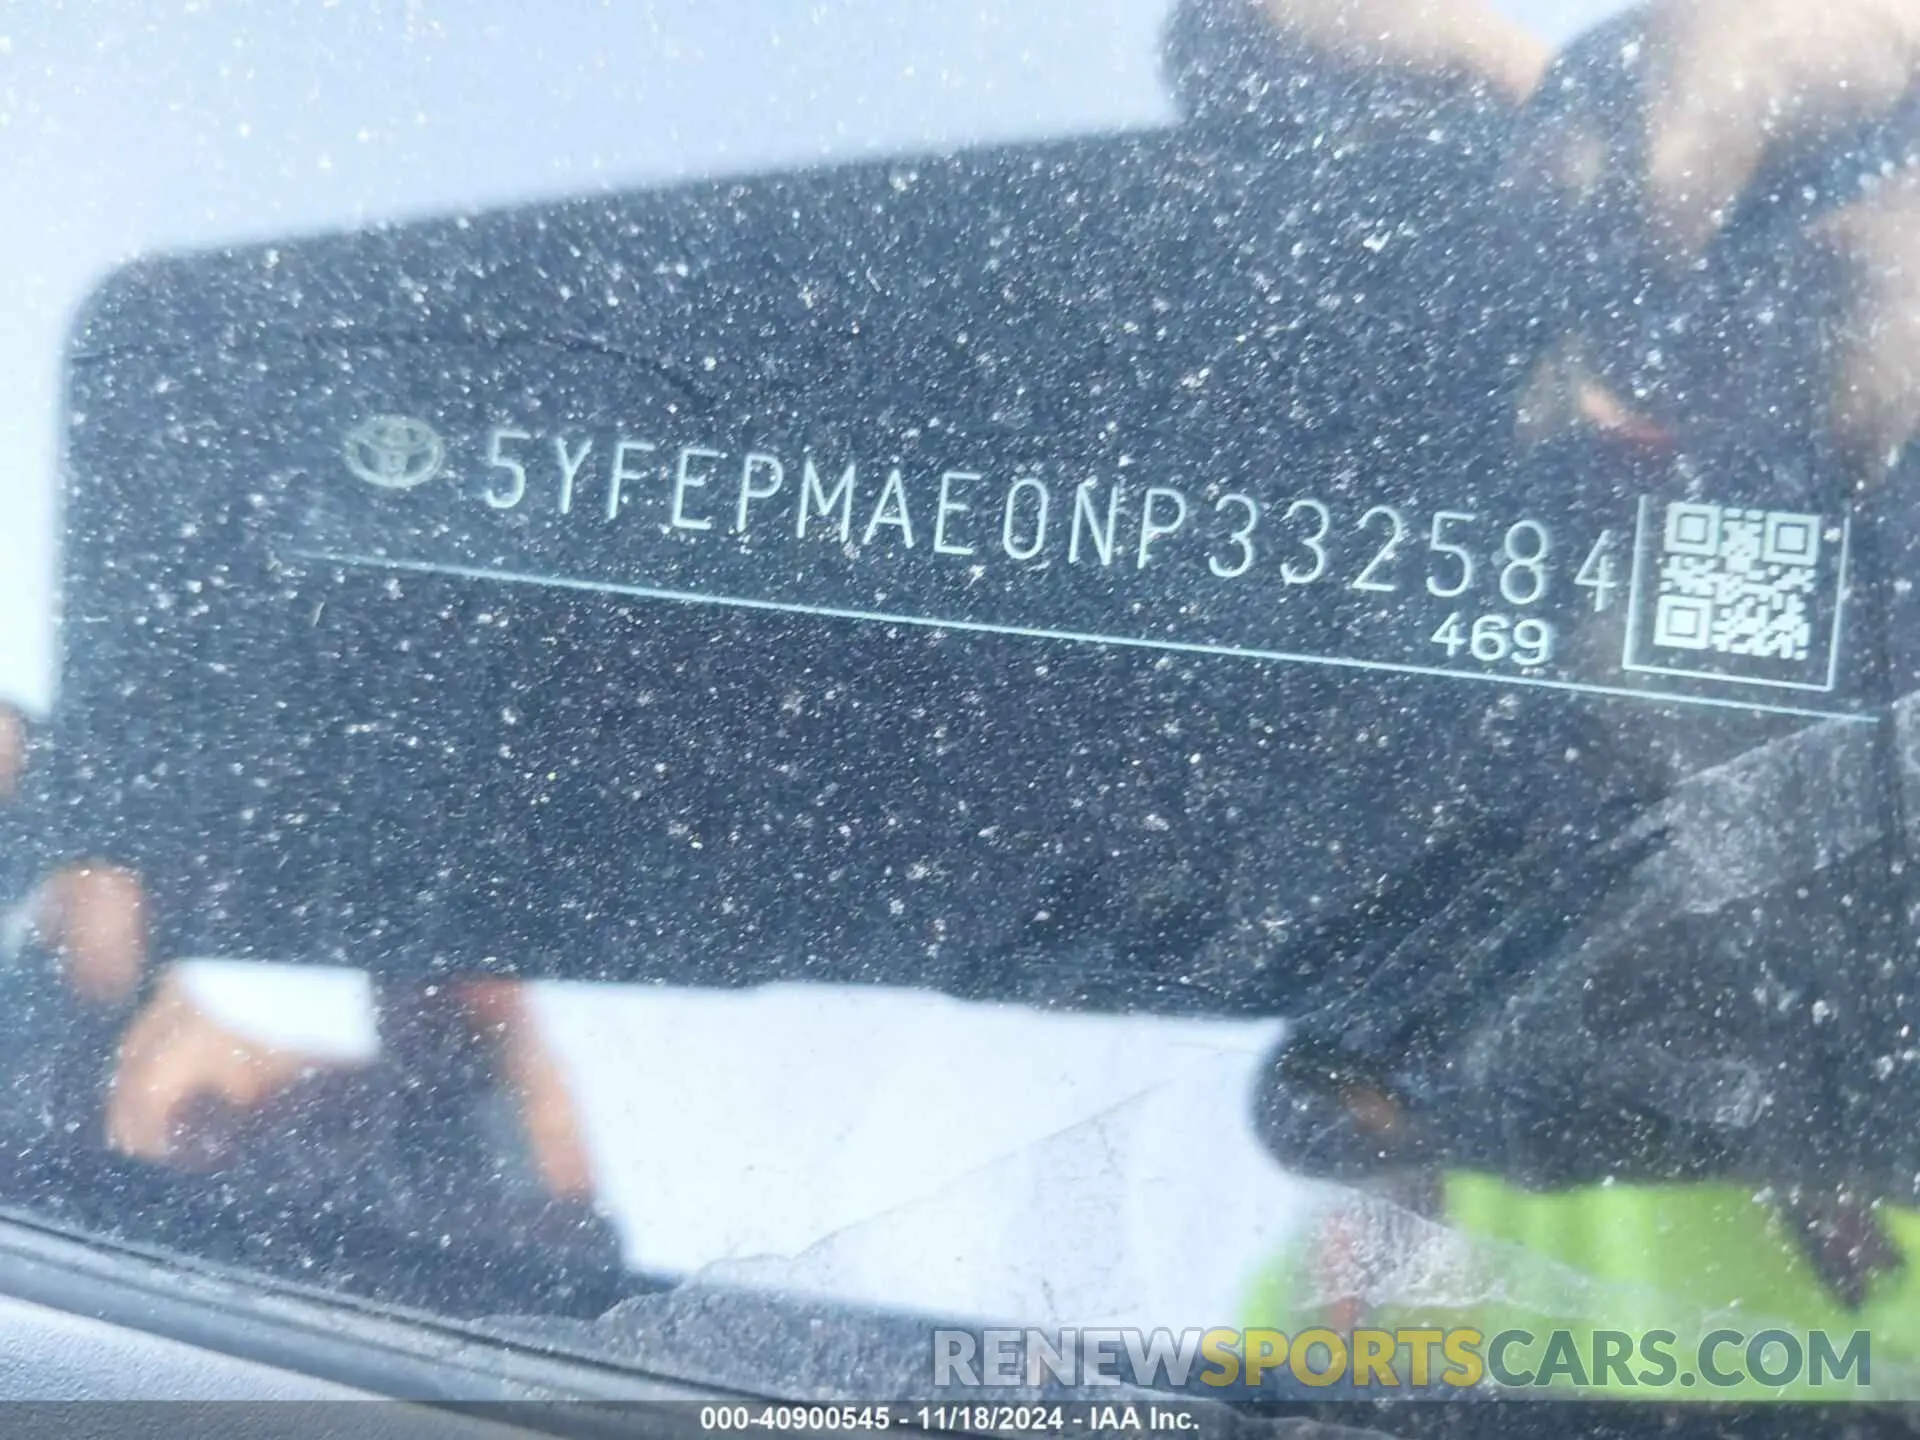 5YFEPMAE0NP332584
469
RENEWSPORTSCARS.COM
000-40900545 - 11/18/2024 - IAA Inc.